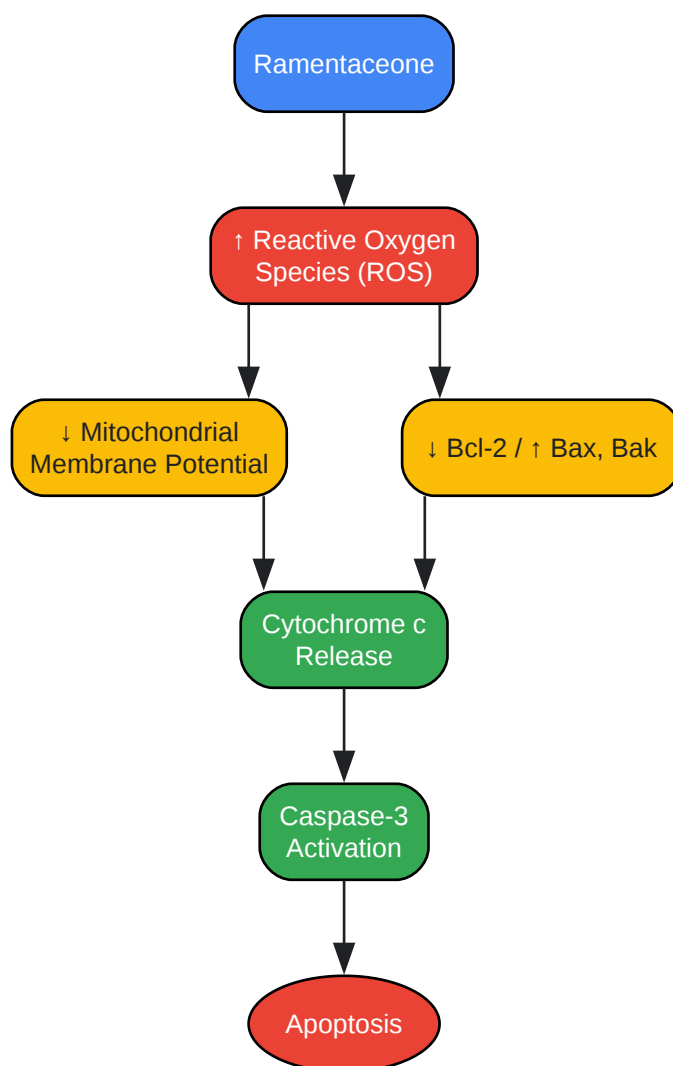 Ramentaceone
↑ Reactive Oxygen
Species (ROS)
↓ Mitochondrial
Membrane Potential
↓ Bcl-2 / ↑ Bax, Bak
Cytochrome c
Release
Caspase-3
Activation
Apoptosis